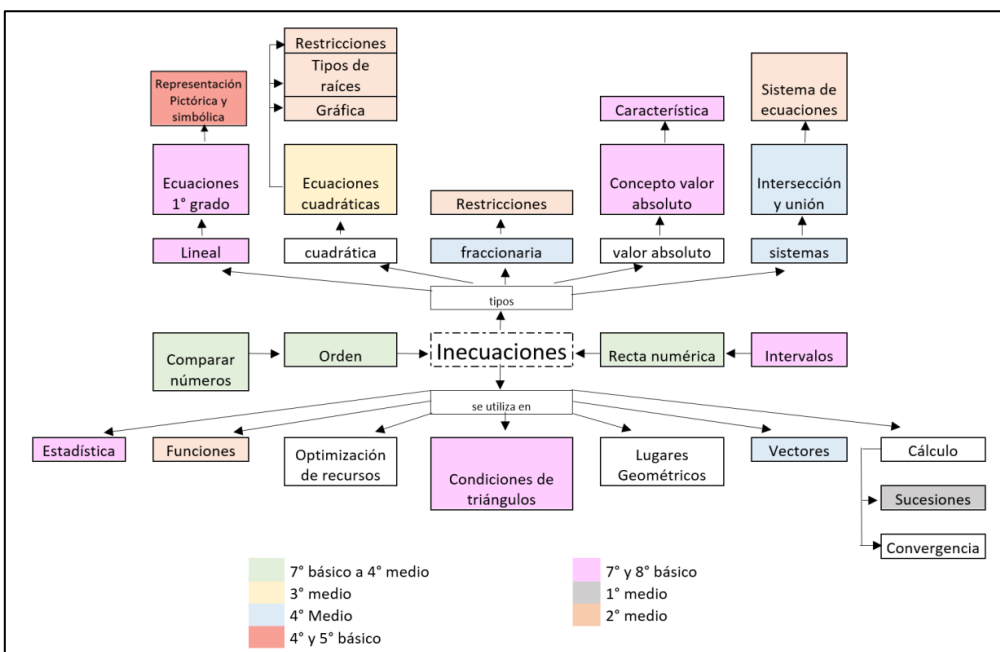 Restricciones
Tipos de
raíces
Gráfica
Representación
Pictórica y
simbólica
Característica
Sistema de
ecuaciones
Ecuaciones
1° grado
Ecuaciones
cuadráticas
Restricciones
Concepto valor
absoluto
Intersección
y unión
Lineal
cuadrática
fraccionaria
valor absoluto
sistemas
tipos
Comparar
números
Orden
Inecuaciones
Recta numérica
Intervalos
se utiliza en
Estadística
Funciones
Optimización
de recursos
Condiciones de
triángulos
Lugares
Geométricos
Vectores
Cálculo
Sucesiones
Convergencia
7° básico a 4° medio
3° medio
4° Medio
4° y 5° básico
7° y 8° básico
1° medio
2° medio